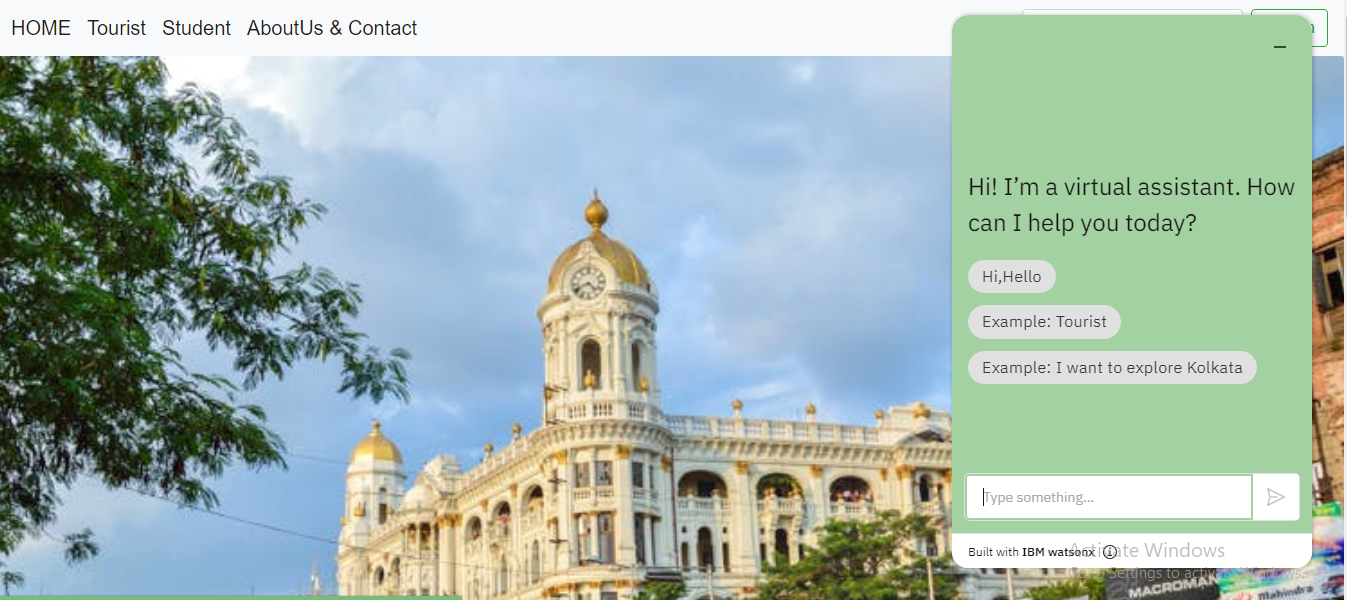 HOME Tourist Student AboutUs & Contact
Hi! I'm a virtual assistant. How
can I help you today?
Hi,Hello
Example: Tourist
Example: I want to explore Kolkata
Type something...
Built with IBM watsonx
Activate Windows
Go to Settings to activate Windows.
MACROMAN
Mahindra